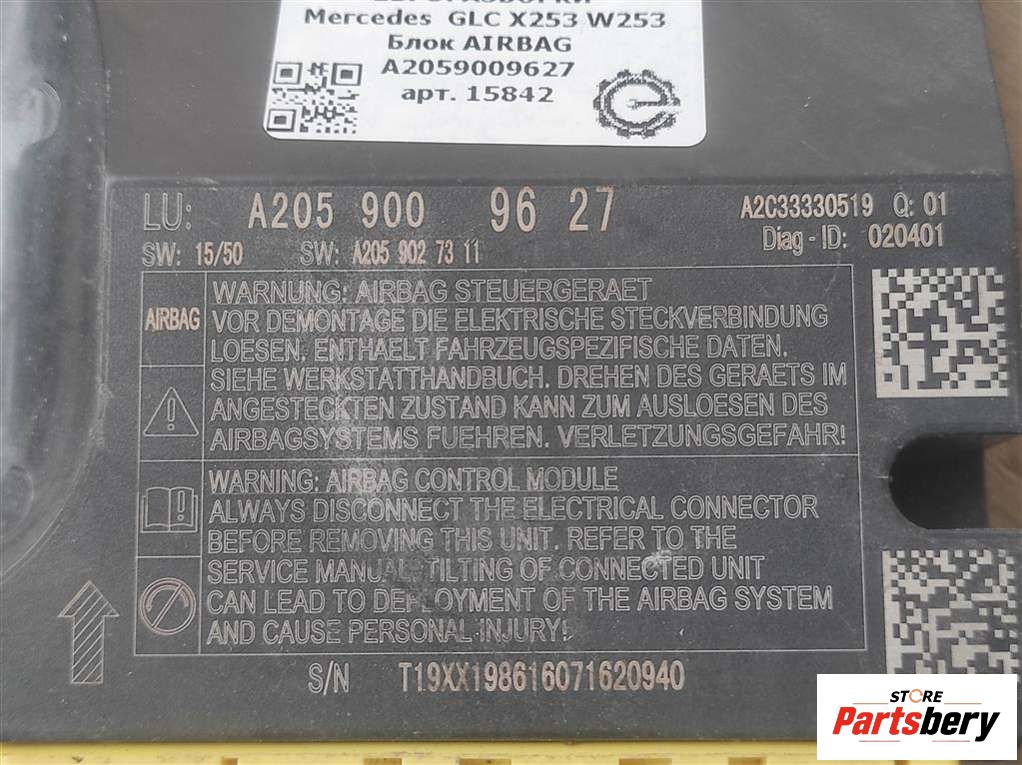 Mercedes GLC X253 W253
Блок AIRBAG
A2059009627
арт. 15842
LU: A205 900 96 27
A2C33330519 Q: 01
SW: 15/50 SW: A205 902 73 11
Diag - ID: 020401
WARNUNG: AIRBAG STEUERGERAET
AIRBAG
VOR DEMONTAGE DIE ELEKTRISCHE STECKVERBINDUNG
LOESEN. ENTHAELT FAHRZEUGSPEZIFISCHE DATEN.
SIEHE WERKSTATTHANDBUCH. DREHEN DES GERAETS IM
ANGESTECKTEN ZUSTAND KANN ZUM AUSLOESEN DES
AIRBAGSYSTEMS FUEHREN. VERLETZUNGSGEFAHR!
WARNING: AIRBAG CONTROL MODULE
ALWAYS DISCONNECT THE ELECTRICAL CONNECTOR
BEFORE REMOVING THIS UNIT. REFER TO THE
SERVICE MANUAL. TILTING OF CONNECTED UNIT
CAN LEAD TO DEPLOYMENT OF THE AIRBAG SYSTEM
AND CAUSE PERSONAL INJURY!
S/N T19XX198616071620940
STORE
Partsbery